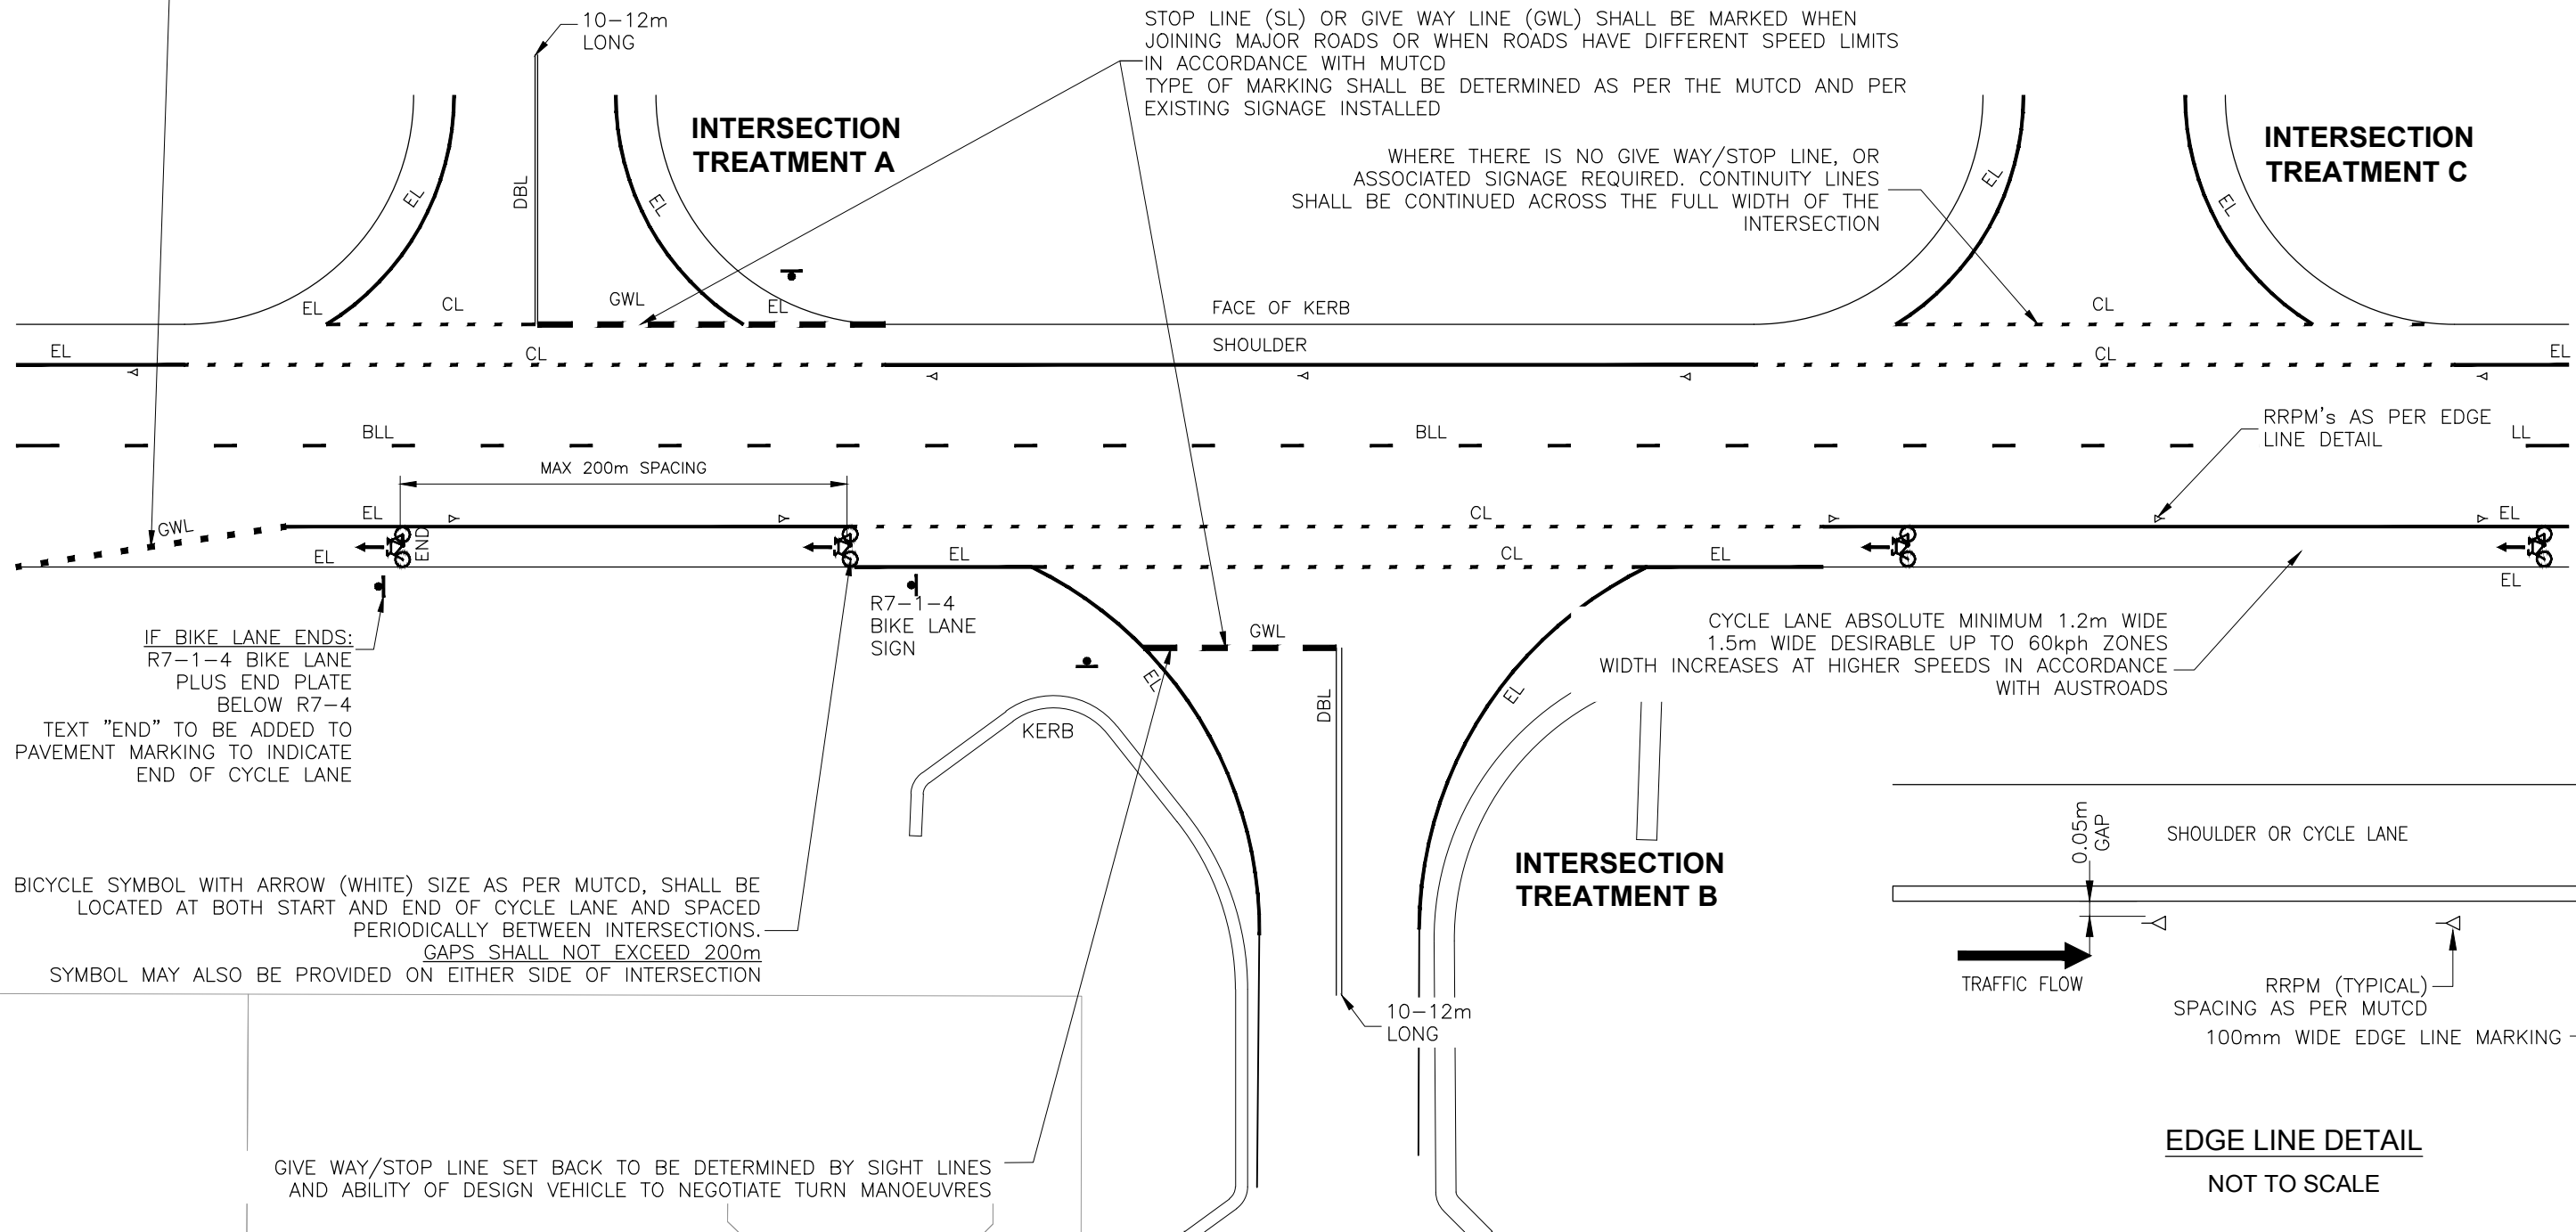 10-12m
LONG
STOP LINE (SL) OR GIVE WAY LINE (GWL) SHALL BE MARKED WHEN
JOINING MAJOR ROADS OR WHEN ROADS HAVE DIFFERENT SPEED LIMITS
IN ACCORDANCE WITH MUTCD
TYPE OF MARKING SHALL BE DETERMINED AS PER THE MUTCD AND PER
EXISTING SIGNAGE INSTALLED
INTERSECTION
TREATMENT A
WHERE THERE IS NO GIVE WAY/STOP LINE, OR
ASSOCIATED SIGNAGE REQUIRED. CONTINUITY LINES
SHALL BE CONTINUED ACROSS THE FULL WIDTH OF THE
INTERSECTION
INTERSECTION
TREATMENT C
EL
DBL
EL
EL
EL
EL
CL
GWL
EL
FACE OF KERB
CL
EL
CL
SHOULDER
CL
EL
BLL
BLL
RRPM's AS PER EDGE
LINE DETAIL
LL
MAX 200m SPACING
GWL
EL
END
CL
EL
EL
EL
CL
EL
EL
IF BIKE LANE ENDS:
R7-1-4 BIKE LANE
PLUS END PLATE
BELOW R7-4
TEXT "END" TO BE ADDED TO
PAVEMENT MARKING TO INDICATE
END OF CYCLE LANE
R7-1-4
BIKE LANE
SIGN
GWL
EL
DBL
EL
KERB
CYCLE LANE ABSOLUTE MINIMUM 1.2m WIDE
1.5m WIDE DESIRABLE UP TO 60kph ZONES
WIDTH INCREASES AT HIGHER SPEEDS IN ACCORDANCE
WITH AUSTROADS
BICYCLE SYMBOL WITH ARROW (WHITE) SIZE AS PER MUTCD, SHALL BE
LOCATED AT BOTH START AND END OF CYCLE LANE AND SPACED
PERIODICALLY BETWEEN INTERSECTIONS.
GAPS SHALL NOT EXCEED 200m
SYMBOL MAY ALSO BE PROVIDED ON EITHER SIDE OF INTERSECTION
INTERSECTION
TREATMENT B
0.05m
GAP
SHOULDER OR CYCLE LANE
TRAFFIC FLOW
RRPM (TYPICAL)
SPACING AS PER MUTCD
100mm WIDE EDGE LINE MARKING
10-12m
LONG
GIVE WAY/STOP LINE SET BACK TO BE DETERMINED BY SIGHT LINES
AND ABILITY OF DESIGN VEHICLE TO NEGOTIATE TURN MANOEUVRES
EDGE LINE DETAIL
NOT TO SCALE